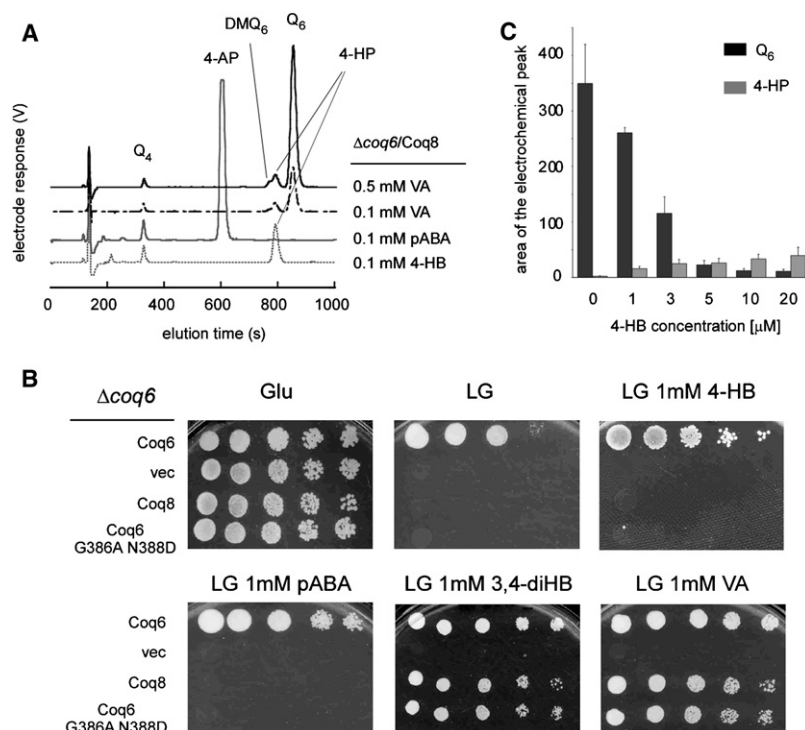 A
electrode response (V)
DMQ6
Q6
4-AP
4-HP
Q4
Δcoq6/Coq8
0.5 mM VA
0.1 mM VA
0.1 mM pABA
0.1 mM 4-HB
0 200 400 600 800 1000
elution time (s)
C
area of the electrochemical peak
Q6
4-HP
400
300
200
100
0
0 1 3 5 10 20
4-HB concentration [µM]
B
Δcoq6
Glu
LG
LG 1mM 4-HB
Coq6
vec
Coq8
Coq6
G386A N388D
LG 1mM pABA
LG 1mM 3,4-diHB
LG 1mM VA
Coq6
vec
Coq8
Coq6
G386A N388D